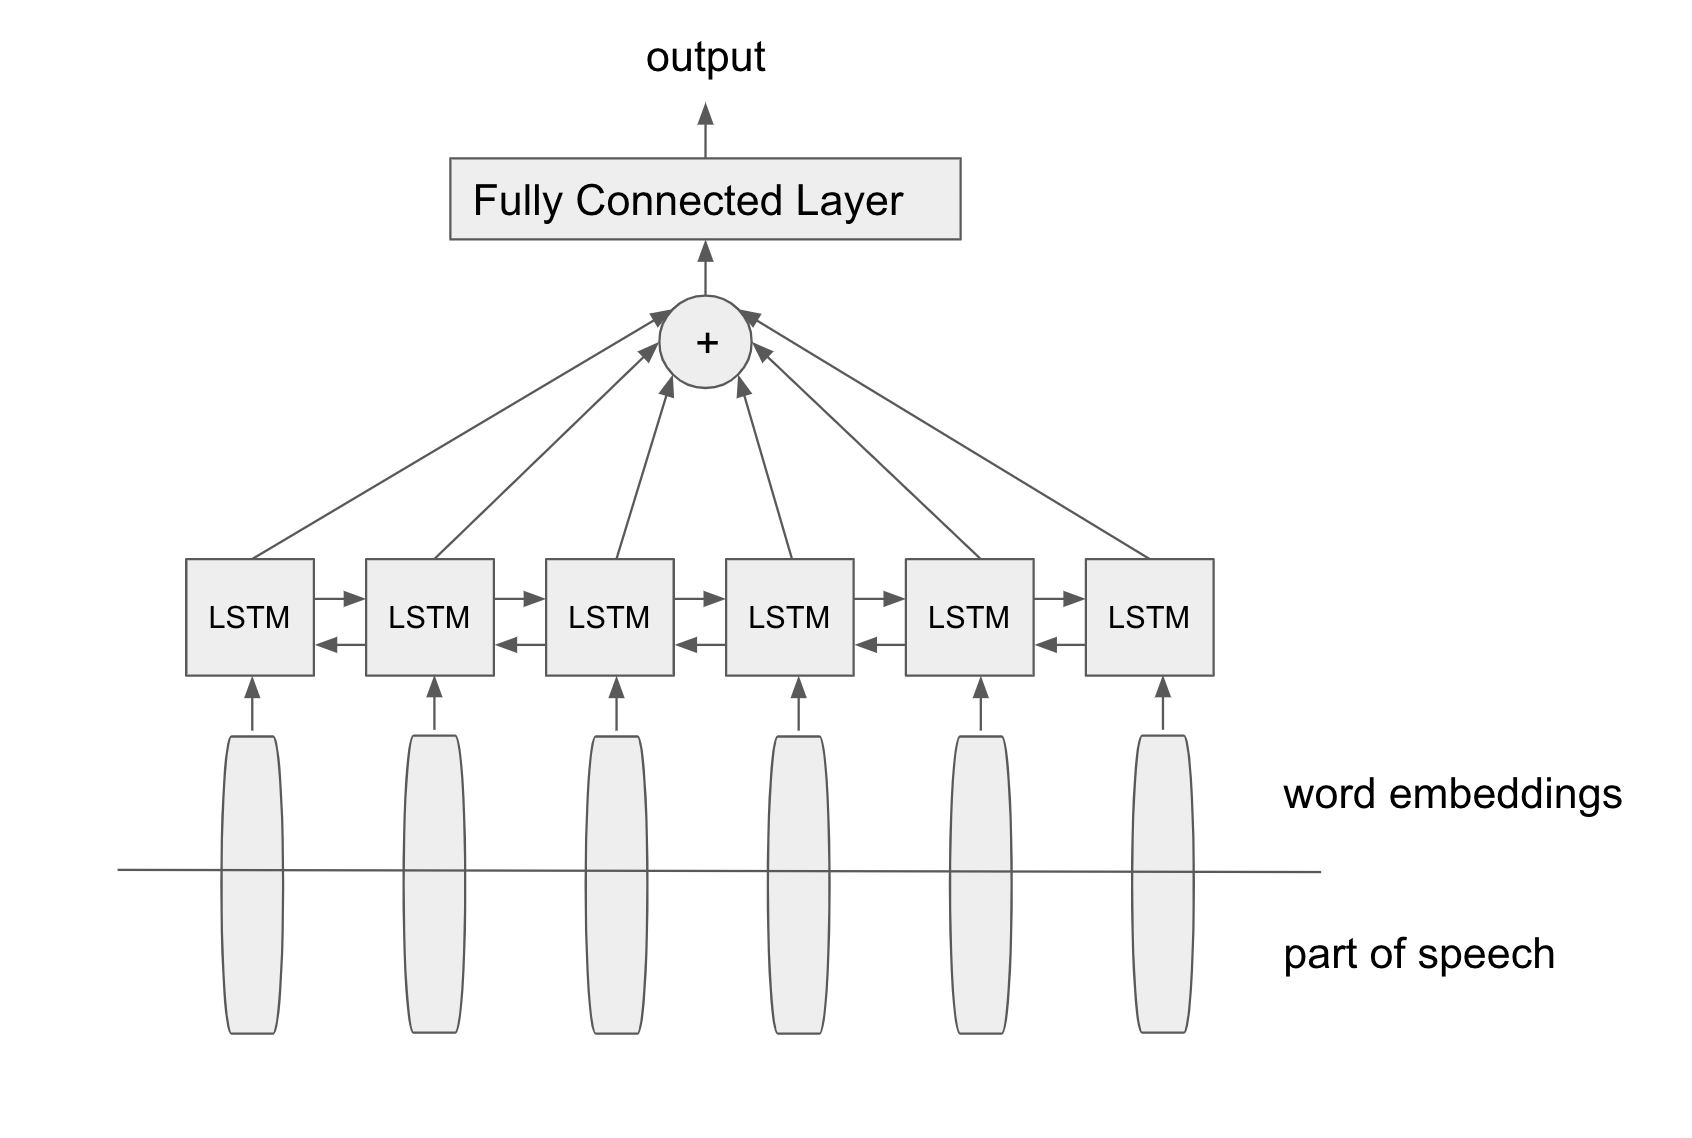 output
Fully Connected Layer
+
LSTM LSTM LSTM LSTM LSTM LSTM
word embeddings
part of speech